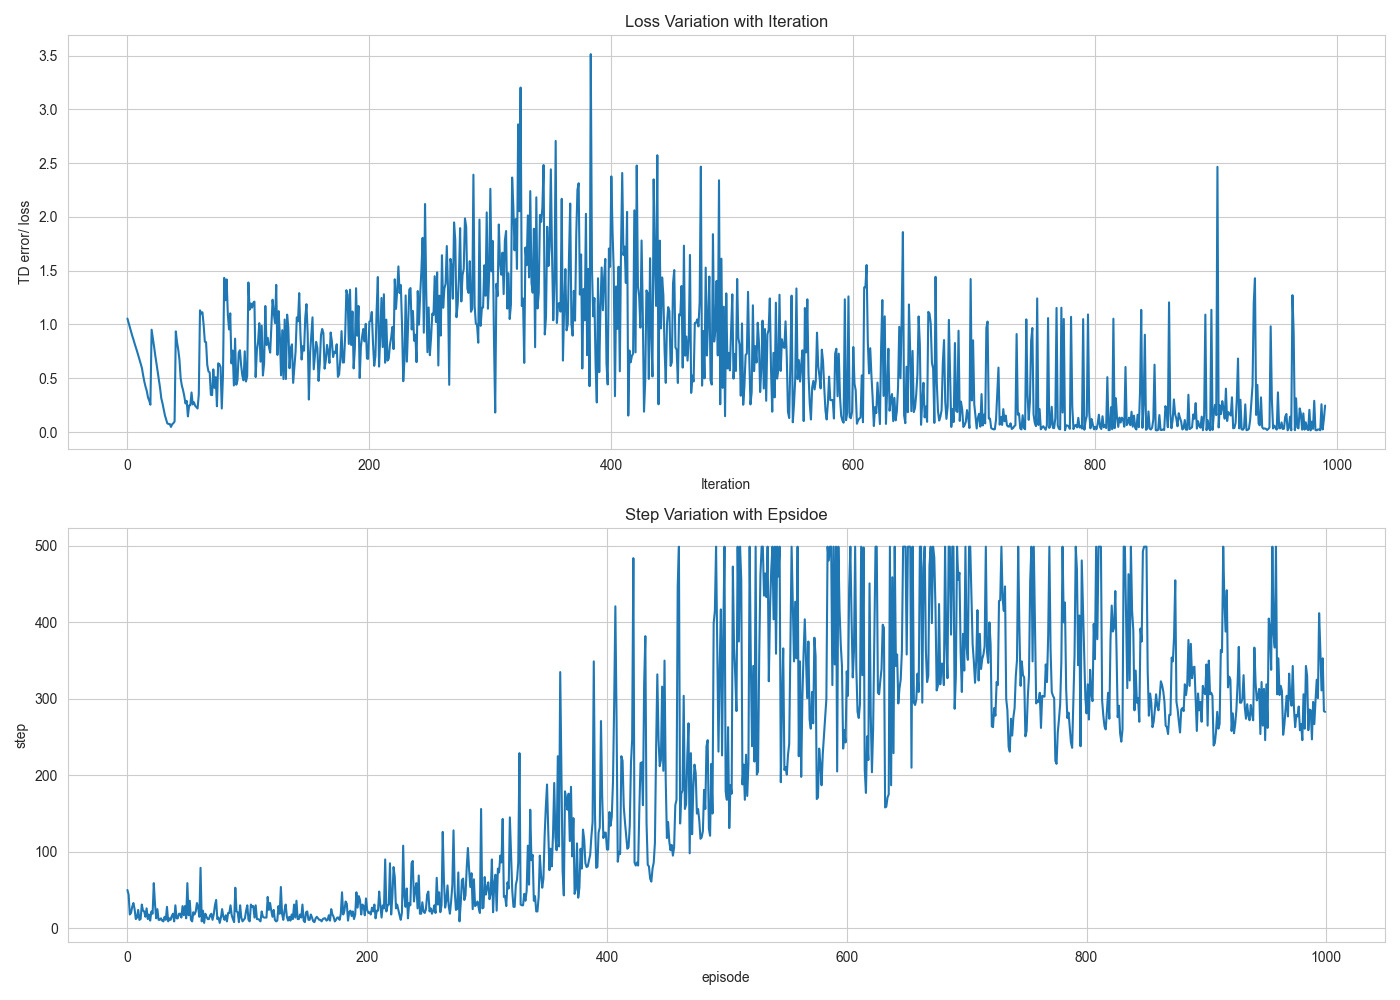 Loss Variation with Iteration
3.5
3.0
2.5
2.0
1.5
1.0
0.5
0.0
TD error/ loss
0 200 400 600 800 1000
Iteration
Step Variation with Epsidoe
500
400
300
200
100
0
step
0 200 400 600 800 1000
episode